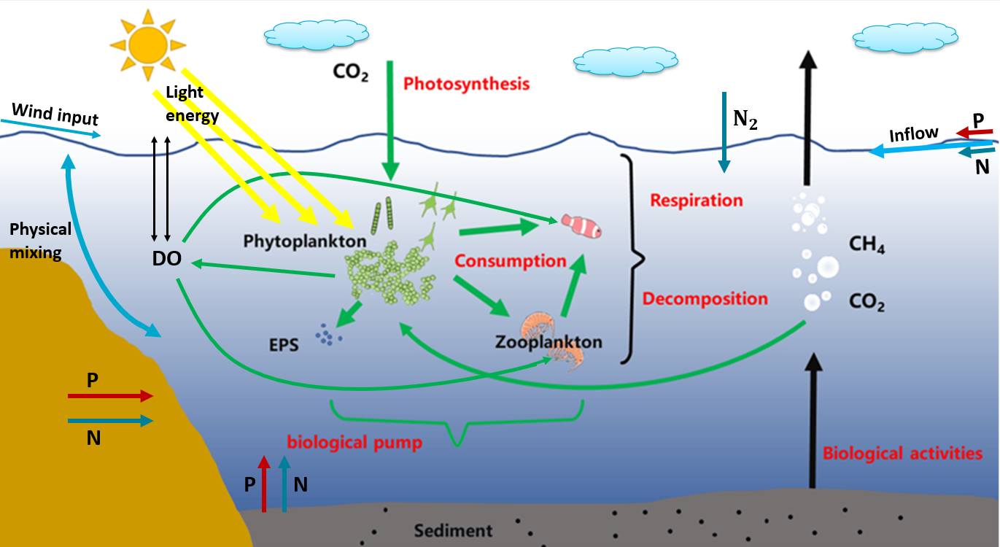 CO₂
Photosynthesis
Light
energy
Wind input
N₂
P
Inflow
N
Respiration
Physical
mixing
Phytoplankton
CH₄
DO
Consumption
Decomposition
CO₂
EPS
Zooplankton
P
N
biological pump
Biological activities
P
N
Sediment